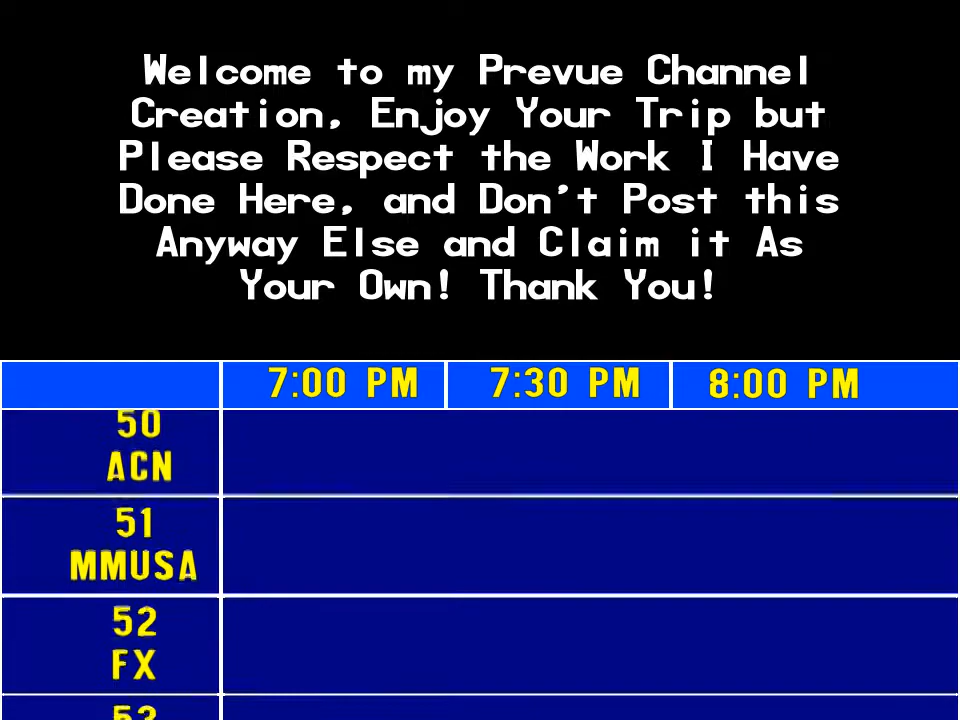 Welcome to my Prevue Channel
Creation, Enjoy Your Trip but
Please Respect the Work I Have
Done Here, and Don't Post this
Anyway Else and Claim it As
Your Own! Thank You!
7:00 PM 7:30 PM 8:00 PM
50
ACN
51
MMUSA
52
FX
53